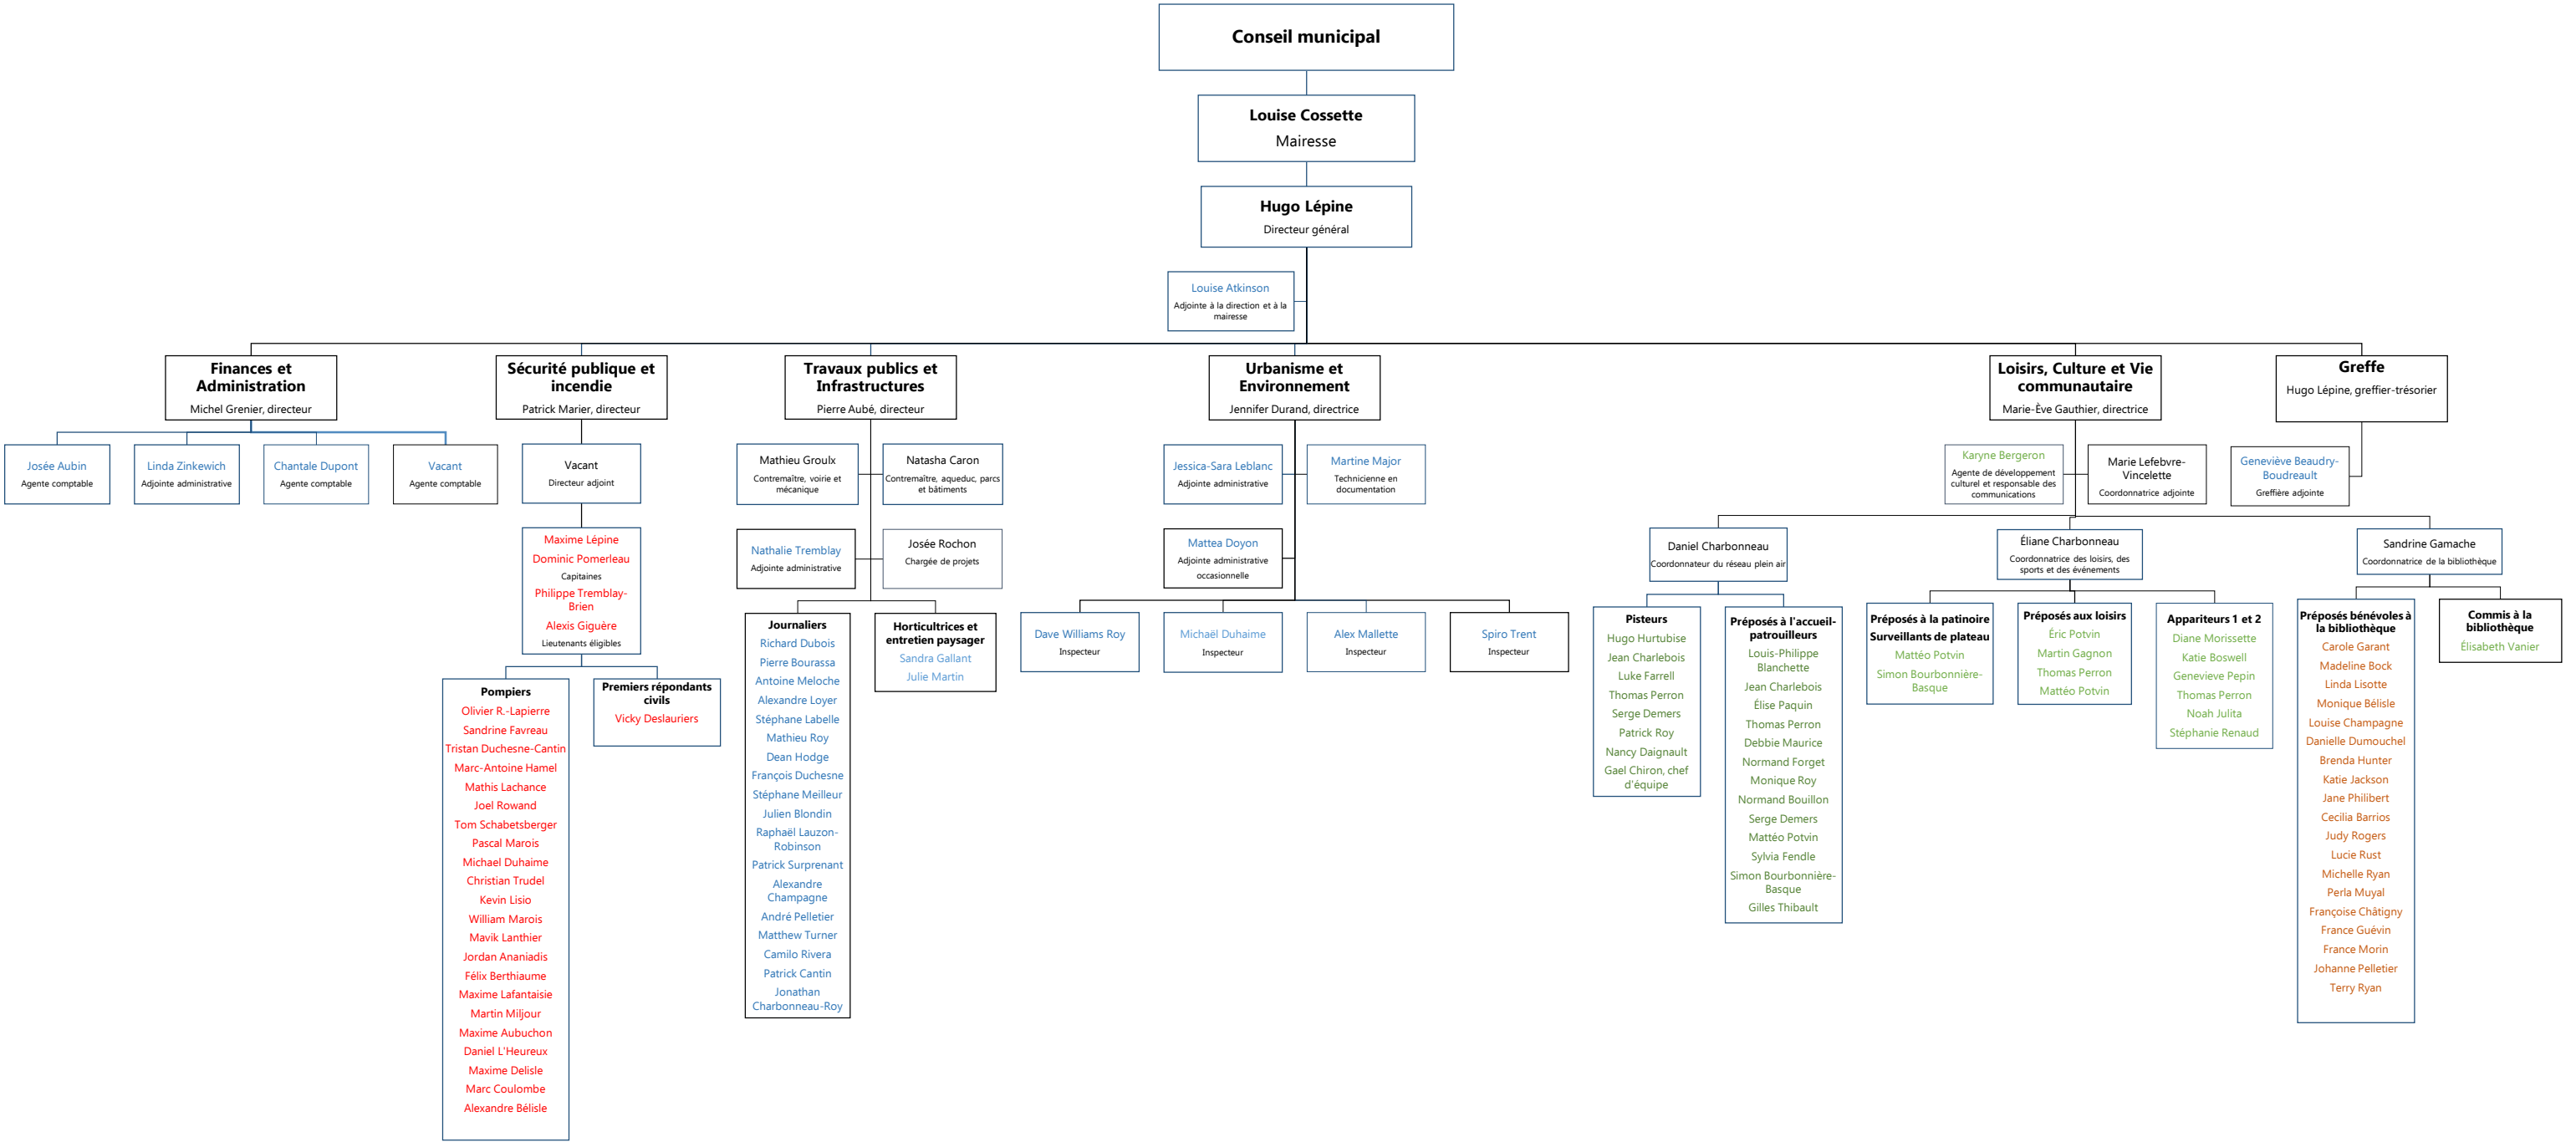 Conseil municipal
Louise Cossette
Mairesse
Hugo Lépine
Directeur général
Louise Atkinson
Adjointe à la direction et à la
mairesse
Finances et
Administration
Michel Grenier, directeur
Sécurité publique et
incendie
Patrick Marier, directeur
Travaux publics et
Infrastructures
Pierre Aubé, directeur
Urbanisme et
Environnement
Jennifer Durand, directrice
Loisirs, Culture et Vie
communautaire
Marie-Ève Gauthier, directrice
Greffe
Hugo Lépine, greffier-trésorier
Josée Aubin
Agente comptable
Linda Zinkewich
Adjointe administrative
Chantale Dupont
Agente comptable
Vacant
Agente comptable
Vacant
Directeur adjoint
Maxime Lépine
Dominic Pomerleau
Capitaines
Philippe Tremblay-
Brien
Alexis Giguère
Lieutenants éligibles
Pompiers
Olivier R.-Lapierre
Sandrine Favreau
Tristan Duchesne-Cantin
Marc-Antoine Hamel
Mathis Lachance
Joel Rowand
Tom Schabetsberger
Pascal Marois
Michael Duhaime
Christian Trudel
Kevin Lisio
William Marois
Mavik Lanthier
Jordan Ananiadis
Félix Berthiaume
Maxime Lafantaisie
Martin Miljour
Maxime Aubuchon
Daniel L'Heureux
Maxime Delisle
Marc Coulombe
Alexandre Bélisle
Premiers répondants
civils
Vicky Deslauriers
Mathieu Groulx
Contremaître, voirie et
mécanique
Natasha Caron
Contremaître, aqueduc, parcs
et bâtiments
Nathalie Tremblay
Adjointe administrative
Josée Rochon
Chargée de projets
Journaliers
Richard Dubois
Pierre Bourassa
Antoine Meloche
Alexandre Loyer
Stéphane Labelle
Mathieu Roy
Dean Hodge
François Duchesne
Stéphane Meilleur
Julien Blondin
Raphaël Lauzon-
Robinson
Patrick Surprenant
Alexandre
Champagne
André Pelletier
Matthew Turner
Camilo Rivera
Patrick Cantin
Jonathan
Charbonneau-Roy
Horticultrices et
entretien paysager
Sandra Gallant
Julie Martin
Jessica-Sara Leblanc
Adjointe administrative
Martine Major
Technicienne en
documentation
Mattea Doyon
Adjointe administrative
occasionnelle
Dave Williams Roy
Inspecteur
Michaël Duhaime
Inspecteur
Alex Mallette
Inspecteur
Spiro Trent
Inspecteur
Karyne Bergeron
Agente de développement
culturel et responsable des
communications
Marie Lefebvre-
Vincelette
Coordonnatrice adjointe
Daniel Charbonneau
Coordonnateur du réseau plein air
Pisteurs
Hugo Hurtubise
Jean Charlebois
Luke Farrell
Thomas Perron
Serge Demers
Patrick Roy
Nancy Daignault
Gael Chiron, chef
d'équipe
Préposés à l'accueil-
patrouilleurs
Louis-Philippe
Blanchette
Jean Charlebois
Élise Paquin
Thomas Perron
Debbie Maurice
Normand Forget
Monique Roy
Normand Bouillon
Serge Demers
Mattéo Potvin
Sylvia Fendle
Simon Bourbonnière-
Basque
Gilles Thibault
Éliane Charbonneau
Coordonnatrice des loisirs, des
sports et des événements
Préposés à la patinoire
Surveillants de plateau
Mattéo Potvin
Simon Bourbonnière-
Basque
Préposés aux loisirs
Éric Potvin
Martin Gagnon
Thomas Perron
Mattéo Potvin
Appariteurs 1 et 2
Diane Morissette
Katie Boswell
Genevieve Pepin
Thomas Perron
Noah Julita
Stéphanie Renaud
Sandrine Gamache
Coordonnatrice de la bibliothèque
Préposés bénévoles à
la bibliothèque
Carole Garant
Madeline Bock
Linda Lisotte
Monique Bélisle
Louise Champagne
Danielle Dumouchel
Brenda Hunter
Katie Jackson
Jane Philibert
Cecilia Barrios
Judy Rogers
Lucie Rust
Michelle Ryan
Perla Muyal
Françoise Châtigny
France Guévin
France Morin
Johanne Pelletier
Terry Ryan
Commis à la
bibliothèque
Élisabeth Vanier
Geneviève Beaudry-
Boudreault
Greffière adjointe